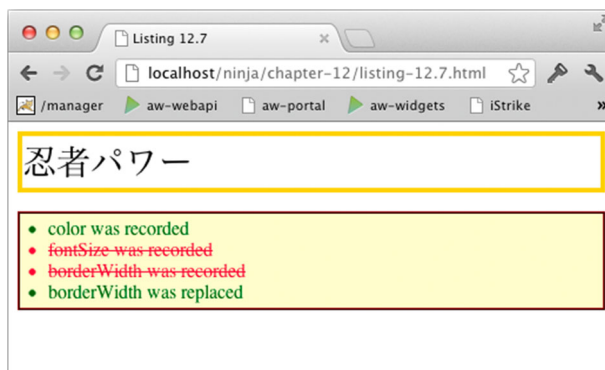 Listing 12.7
localhost/ninja/chapter-12/listing-12.7.html
/manager aw-webapi aw-portal aw-widgets iStrike »
忍者パワー
• color was recorded
• fontSize was recorded
• borderWidth was recorded
• borderWidth was replaced